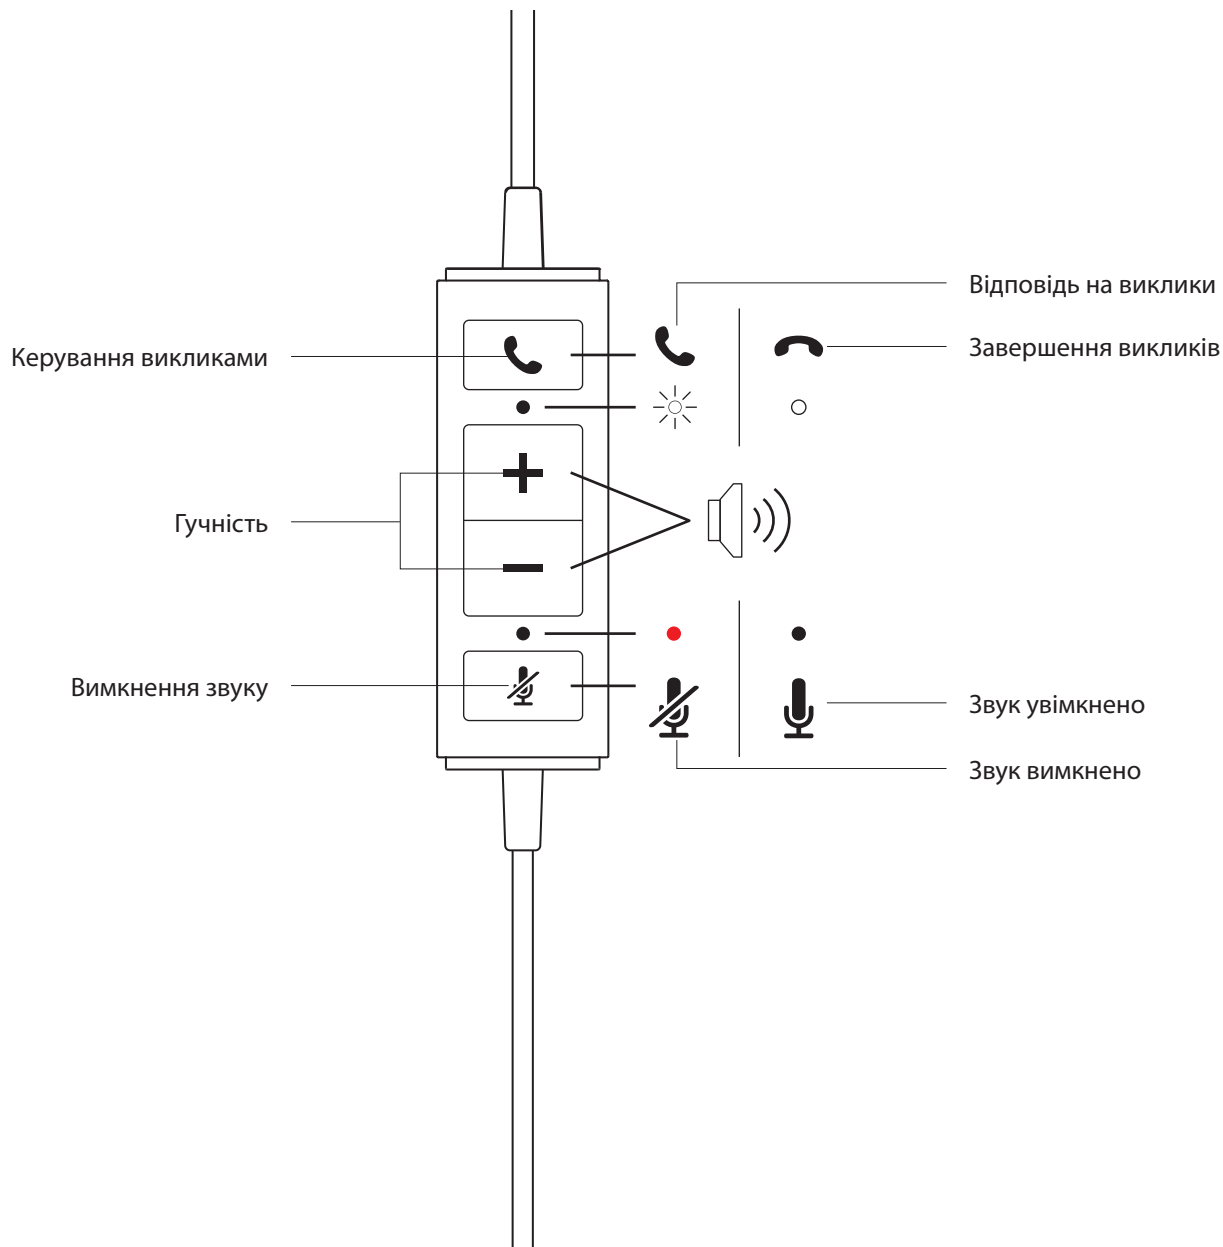 Відповідь на виклики
Керування викликами
Завершення викликів
Гучність
Вимкнення звуку
Звук увімкнено
Звук вимкнено